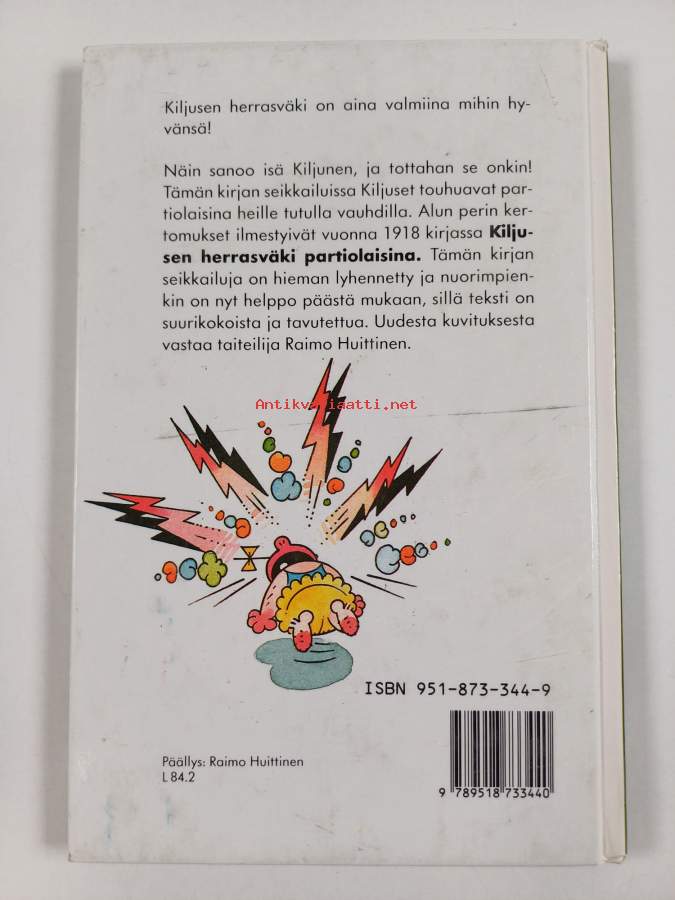 Kiljusen herrasväki on aina valmiina mihin hy-
vänsä!
Näin sanoo isä Kiljunen, ja tottahan se onkin!
Tämän kirjan seikkailuissa Kiljuset touhuavat par-
tiolaisina heille tutulla vauhdilla. Alun perin ker-
tomukset ilmestyivät vuonna 1918 kirjassa Kilju-
sen herrasväki partiolaisina. Tämän kirjan
seikkailuja on hieman lyhennetty ja nuorimpien-
kin on nyt helppo päästä mukaan, sillä teksti on
suurikokoista ja tavutettua. Uudesta kuvituksesta
vastaa taiteilija Raimo Huittinen.
Antikvariaatti.net
ISBN 951-873-344-9
Päällys: Raimo Huittinen
L 84.2
9 789518 733440